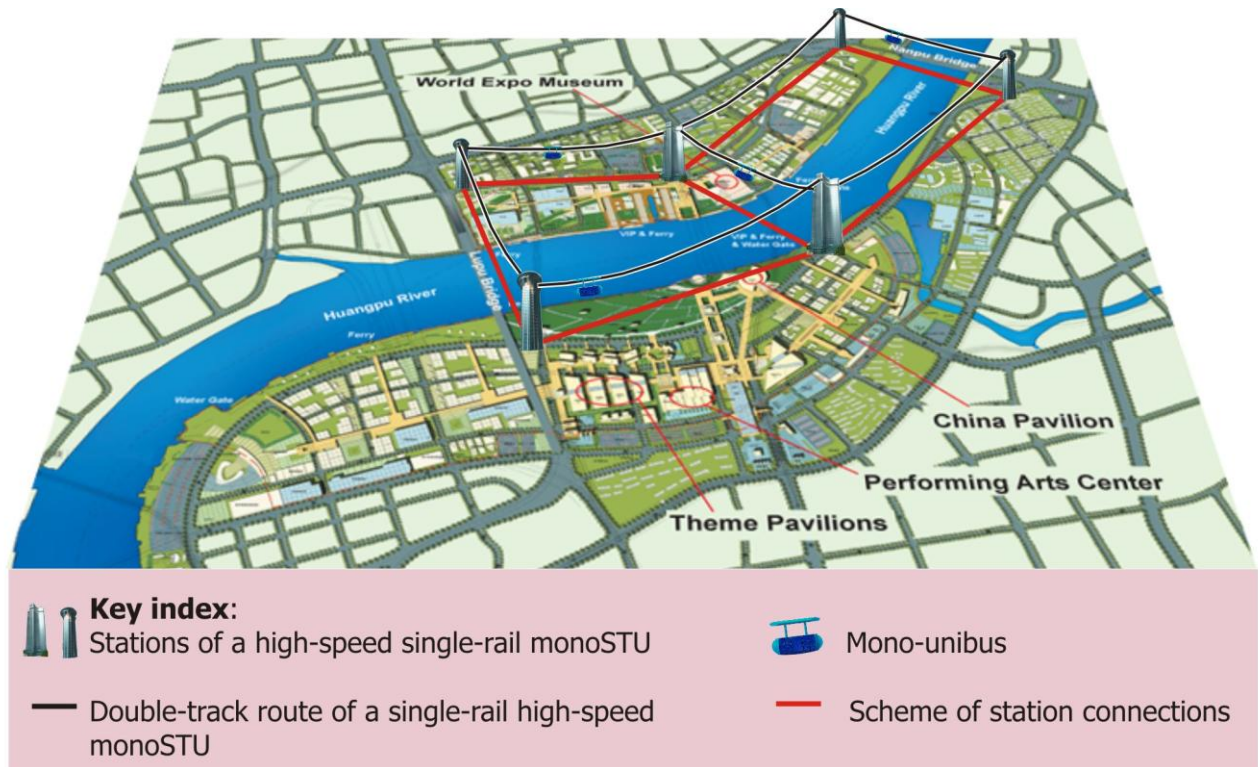 Nanpu Bridge
World Expo Museum
Huangpu River
VIP & Ferry
VIP & Ferry
& Water Gate
Lupu Bridge
Huangpu River
Ferry
Water Gate
China Pavilion
Performing Arts Center
Theme Pavilions
Key index:
Stations of a high-speed single-rail monoSTU
Mono-unibus
Double-track route of a single-rail high-speed
monoSTU
Scheme of station connections